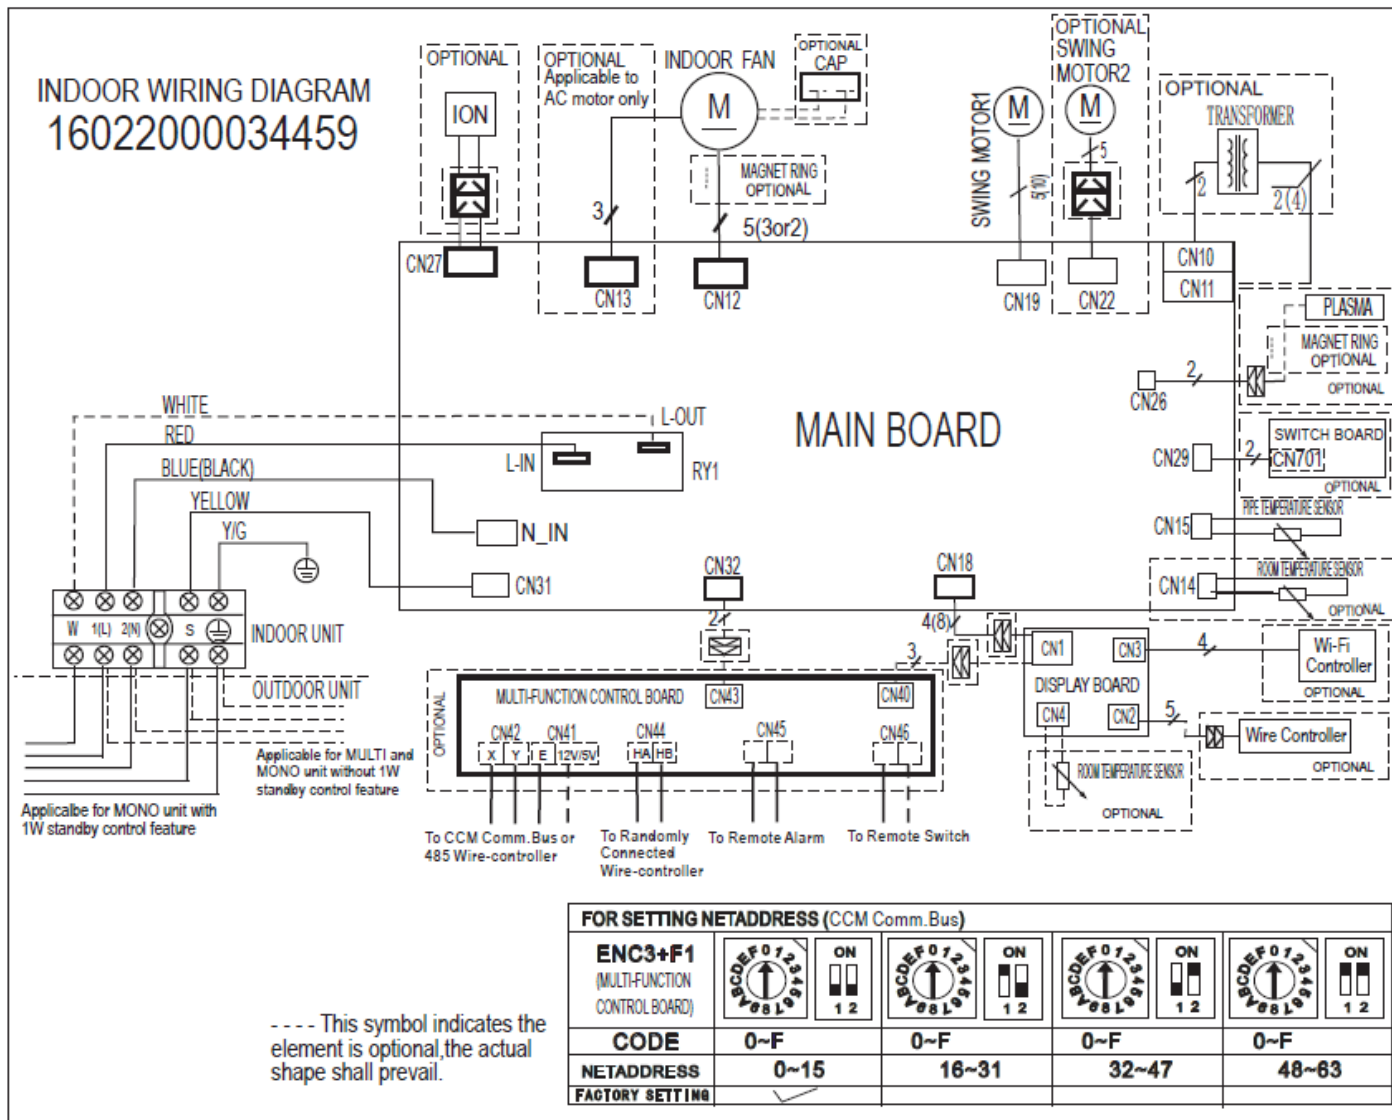 INDOOR WIRING DIAGRAM
16022000034459
OPTIONAL
ION
CN27
OPTIONAL
Applicable to
AC motor only
3
CN13
INDOOR FAN
M
OPTIONAL
CAP
MAGNET RING
OPTIONAL
5(3or2)
CN12
SWING MOTOR1
M
5(10)
CN19
OPTIONAL
SWING
MOTOR2
M
5
CN22
OPTIONAL
TRANSFORMER
2
2(4)
CN10
CN11
PLASMA
MAGNET RING
OPTIONAL
OPTIONAL
2
CN26
MAIN BOARD
SWITCH BOARD
CN701
OPTIONAL
2
CN29
PIPE TEMPERATURE SENSOR
CN15
ROOM TEMPERATURE SENSOR
CN14
OPTIONAL
WHITE
RED
BLUE(BLACK)
YELLOW
Y/G
L-OUT
L-IN
RY1
N_IN
CN31
CN32
2
CN18
4(8)
W 1(L) 2(N) S
INDOOR UNIT
OUTDOOR UNIT
Applicable for MULTI and
MONO unit without 1W
standby control feature
Applicalbe for MONO unit with
1W standby control feature
OPTIONAL
MULTI-FUNCTION CONTROL BOARD
CN43
CN40
3
CN42 CN41 CN44 CN45 CN46
X Y E 12V/5V HA HB
To CCM Comm.Bus or
485 Wire-controller
To Randomly
Connected
Wire-controller
To Remote Alarm
To Remote Switch
CN1
CN3
DISPLAY BOARD
CN4
CN2
4
Wi-Fi
Controller
OPTIONAL
5
Wire Controller
OPTIONAL
ROOM TEMPERATURE SENSOR
OPTIONAL
- - - - This symbol indicates the
element is optional,the actual
shape shall prevail.
FOR SETTING NETADDRESS (CCM Comm.Bus)
ENC3+F1
(MULTI-FUNCTION
CONTROL BOARD)
0123456789ABCDEF
ON
1 2
0123456789ABCDEF
ON
1 2
0123456789ABCDEF
ON
1 2
0123456789ABCDEF
ON
1 2
CODE 0~F 0~F 0~F 0~F
NETADDRESS 0~15 16~31 32~47 48~63
FACTORY SETTING